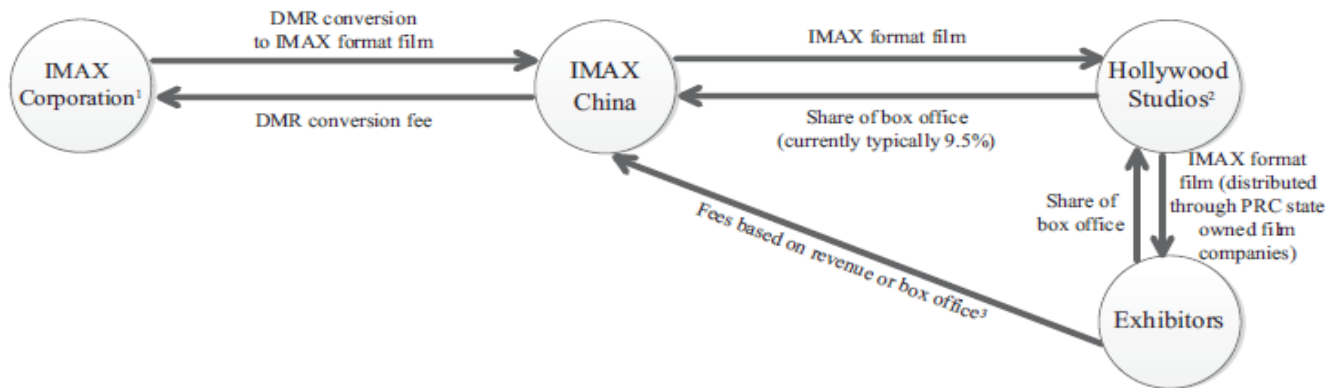 DMR conversion
to IMAX format film
IMAX
Corporation¹
DMR conversion fee
IMAX
China
IMAX format film
Share of box office
(currently typically 9.5%)
Hollywood
Studios²
Fees based on revenue or box office³
Share of
box office
IMAX format
film (distributed
through PRC state
owned film
companies)
Exhibitors